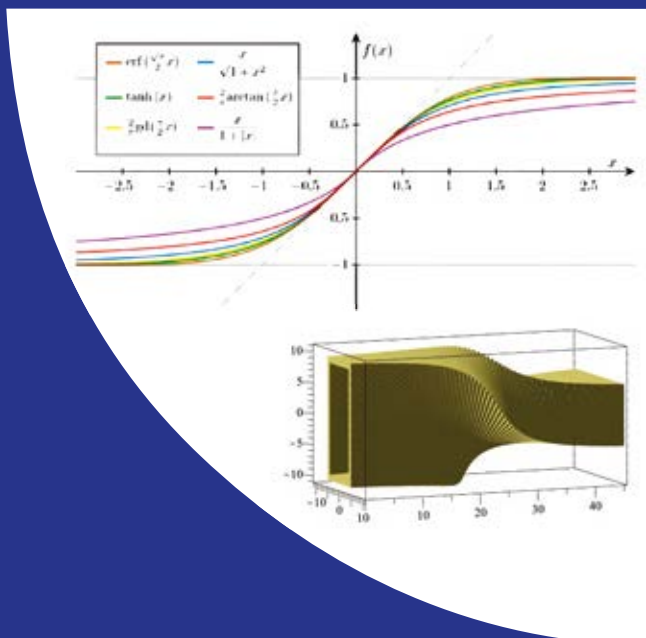 f(x)
erf(√π/2 x)
x/√1+x²
tanh(x)
2/π gd(π/2 x)
2/π arctan(π/2 x)
x/1+|x|
1
0.5
x
−2.5 −2 −1.5 −1 −0.5 0.5 1 1.5 2 2.5
0.5
−1
10
5
0
−5
−10
−10
0
10
10 20 30 40